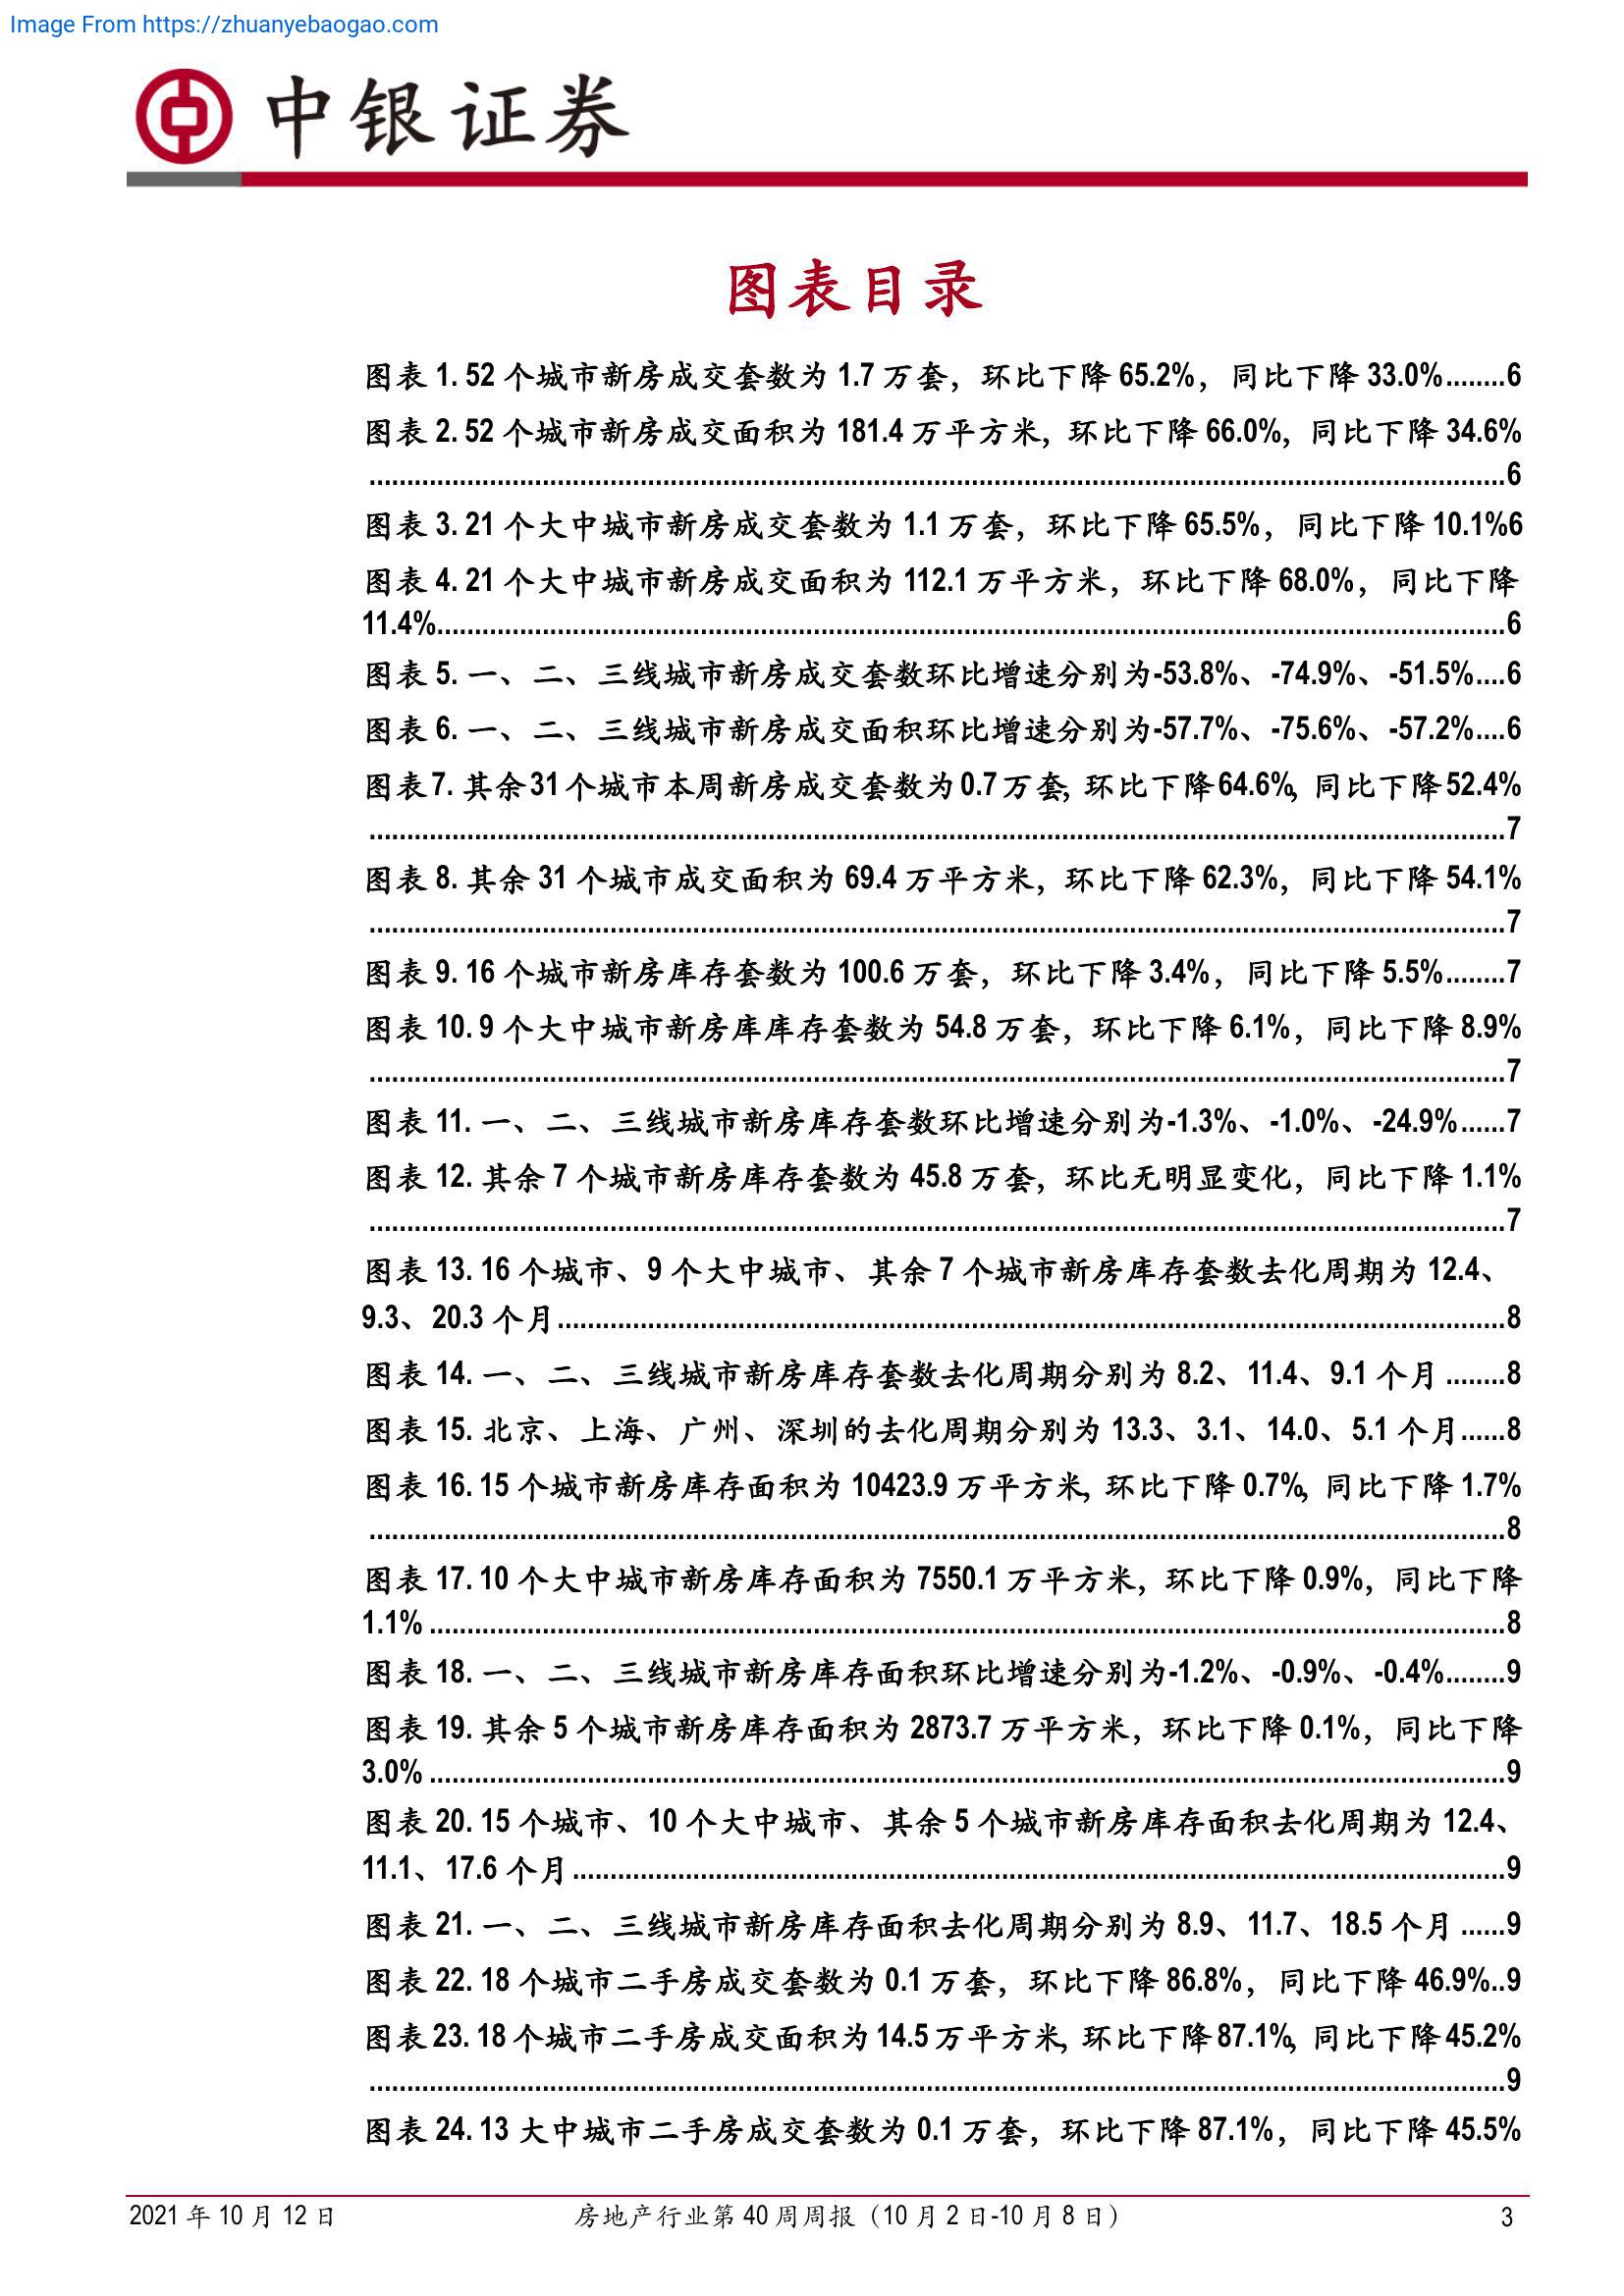 Image From https://zhuanyebaogao.com
中银证券
图表目录
图表 1. 52 个城市新房成交套数为 1.7 万套，环比下降 65.2%，同比下降 33.0%........6
图表 2. 52 个城市新房成交面积为 181.4 万平方米，环比下降 66.0%，同比下降 34.6%
........................................................................................................................6
图表 3. 21 个大中城市新房成交套数为 1.1 万套，环比下降 65.5%，同比下降 10.1%6
图表 4. 21 个大中城市新房成交面积为 112.1 万平方米，环比下降 68.0%，同比下降
11.4%........................................................................................................................6
图表 5. 一、二、三线城市新房成交套数环比增速分别为-53.8%、-74.9%、-51.5%....6
图表 6. 一、二、三线城市新房成交面积环比增速分别为-57.7%、-75.6%、-57.2%....6
图表 7. 其余 31 个城市本周新房成交套数为 0.7 万套，环比下降 64.6%，同比下降 52.4%
........................................................................................................................7
图表 8. 其余 31 个城市成交面积为 69.4 万平方米，环比下降 62.3%，同比下降 54.1%
........................................................................................................................7
图表 9. 16 个城市新房库存套数为 100.6 万套，环比下降 3.4%，同比下降 5.5%........7
图表 10. 9 个大中城市新房库库存套数为 54.8 万套，环比下降 6.1%，同比下降 8.9%
........................................................................................................................7
图表 11. 一、二、三线城市新房库存套数环比增速分别为-1.3%、-1.0%、-24.9%......7
图表 12. 其余 7 个城市新房库存套数为 45.8 万套，环比无明显变化，同比下降 1.1%
........................................................................................................................7
图表 13. 16 个城市、9 个大中城市、其余 7 个城市新房库存套数去化周期为 12.4、
9.3、20.3 个月........................................................................................................................8
图表 14. 一、二、三线城市新房库存套数去化周期分别为 8.2、11.4、9.1 个月 ........8
图表 15. 北京、上海、广州、深圳的去化周期分别为 13.3、3.1、14.0、5.1 个月......8
图表 16. 15 个城市新房库存面积为 10423.9 万平方米，环比下降 0.7%，同比下降 1.7%
........................................................................................................................8
图表 17. 10 个大中城市新房库存面积为 7550.1 万平方米，环比下降 0.9%，同比下降
1.1% ........................................................................................................................8
图表 18. 一、二、三线城市新房库存面积环比增速分别为-1.2%、-0.9%、-0.4%........9
图表 19. 其余 5 个城市新房库存面积为 2873.7 万平方米，环比下降 0.1%，同比下降
3.0% ........................................................................................................................9
图表 20. 15 个城市、10 个大中城市、其余 5 个城市新房库存面积去化周期为 12.4、
11.1、17.6 个月........................................................................................................................9
图表 21. 一、二、三线城市新房库存面积去化周期分别为 8.9、11.7、18.5 个月 ......9
图表 22. 18 个城市二手房成交套数为 0.1 万套，环比下降 86.8%，同比下降 46.9%..9
图表 23. 18 个城市二手房成交面积为 14.5 万平方米，环比下降 87.1%，同比下降 45.2%
........................................................................................................................9
图表 24. 13 大中城市二手房成交套数为 0.1 万套，环比下降 87.1%，同比下降 45.5%
2021 年 10 月 12 日 房地产行业第 40 周周报（10 月 2 日-10 月 8 日） 3